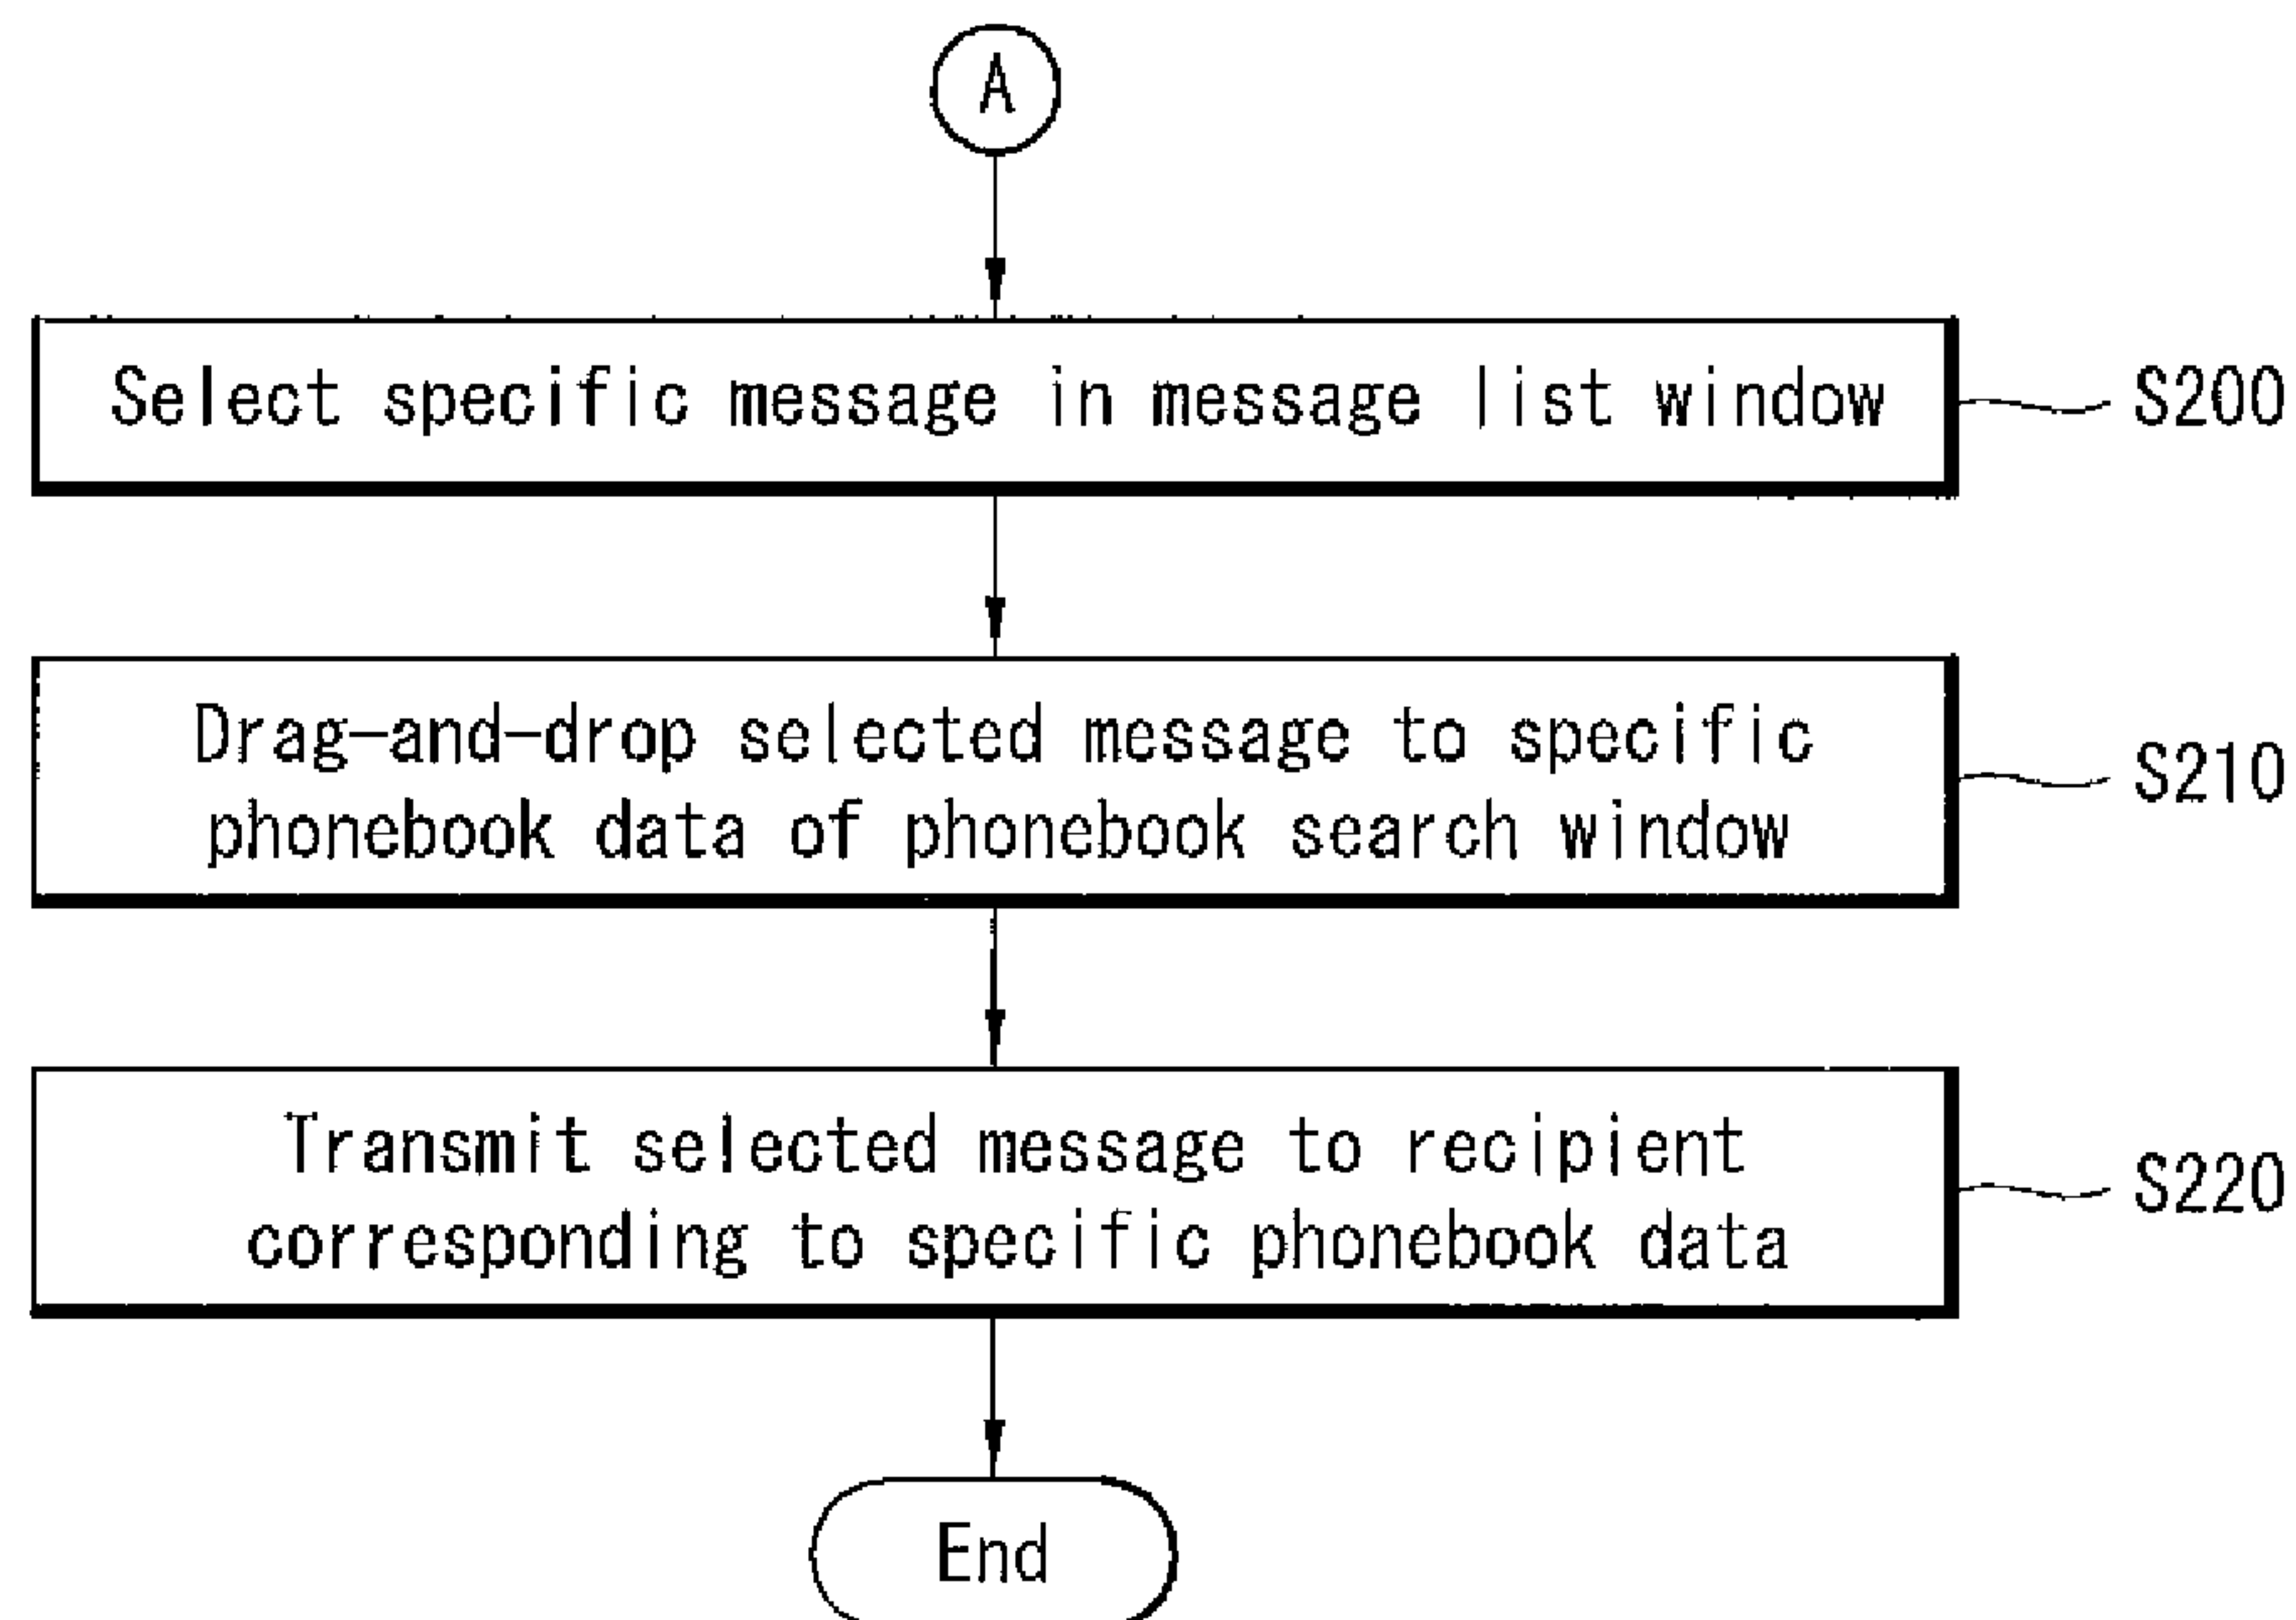 A
Select specific message in message list window
S200
Drag-and-drop selected message to specific
phonebook data of phonebook search window
S210
Transmit selected message to recipient
corresponding to specific phonebook data
S220
End